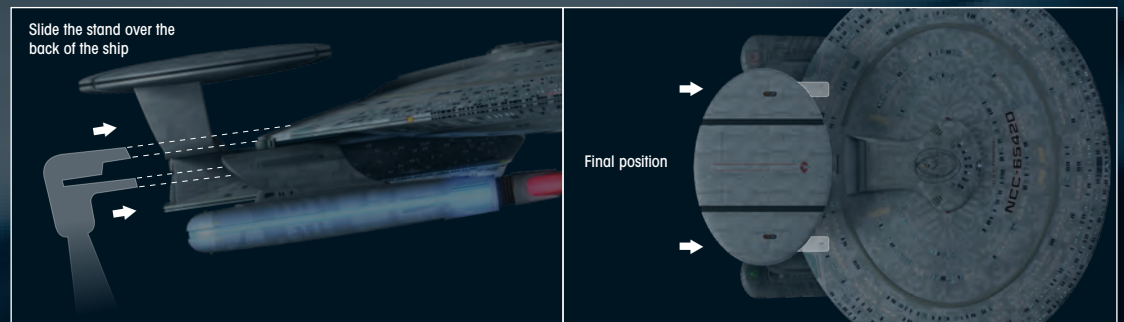 Slide the stand over the
back of the ship
Final position
NCC-65420